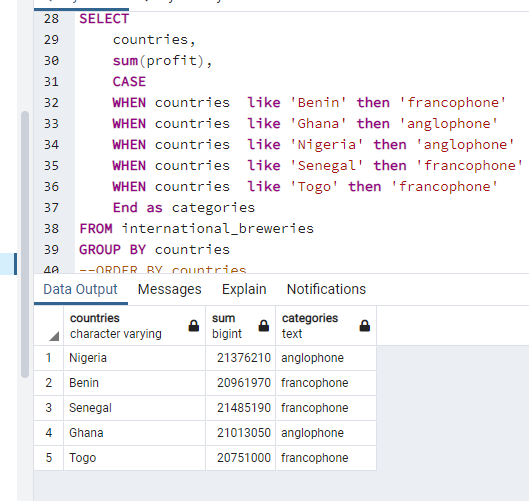 28 SELECT
29 countries,
30 sum(profit),
31 CASE
32 WHEN countries  like 'Benin' then 'francophone'
33 WHEN countries  like 'Ghana' then 'anglophone'
34 WHEN countries  like 'Nigeria' then 'anglophone'
35 WHEN countries  like 'Senegal' then 'francophone'
36 WHEN countries  like 'Togo' then 'francophone'
37 End as categories
38 FROM international_breweries
39 GROUP BY countries
40 --ORDER BY countries
Data Output Messages Explain Notifications
countries sum categories
character varying bigint text
1 Nigeria 21376210 anglophone
2 Benin 20961970 francophone
3 Senegal 21485190 francophone
4 Ghana 21013050 anglophone
5 Togo 20751000 francophone